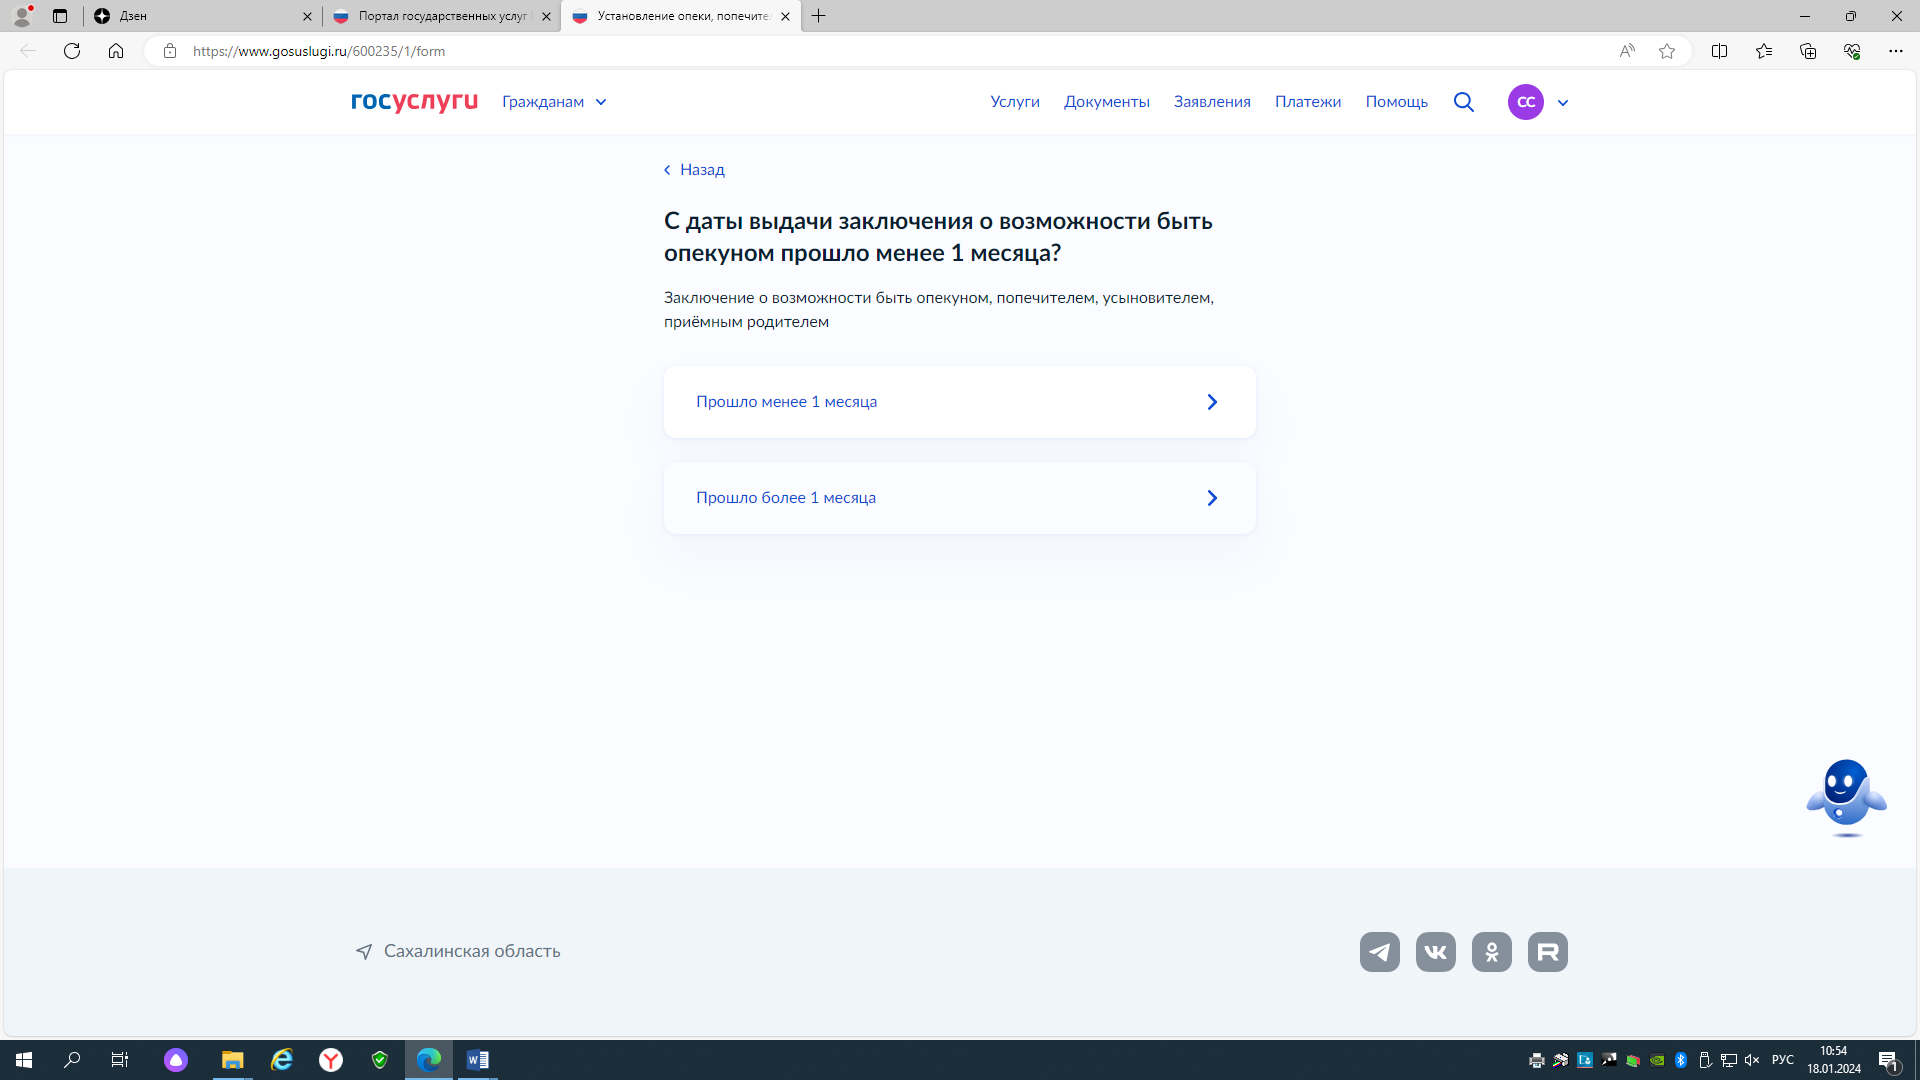 Дзен
Портал государственных услуг
Установление опеки, попечител
https://www.gosuslugi.ru/600235/1/form
госуслуги
Гражданам
Услуги
Документы
Заявления
Платежи
Помощь
СС
Назад
С даты выдачи заключения о возможности быть
опекуном прошло менее 1 месяца?
Заключение о возможности быть опекуном, попечителем, усыновителем,
приёмным родителем
Прошло менее 1 месяца
Прошло более 1 месяца
Сахалинская область
РУС
10:54
18.01.2024
1